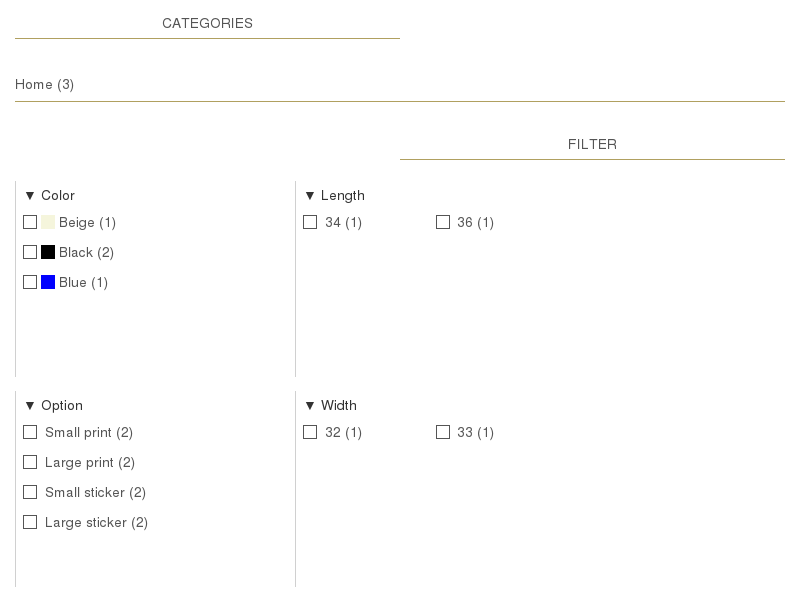 CATEGORIES
Home (3)
FILTER
▼ Color
Beige (1)
Black (2)
Blue (1)
▼ Length
34 (1)
36 (1)
▼ Option
Small print (2)
Large print (2)
Small sticker (2)
Large sticker (2)
▼ Width
32 (1)
33 (1)